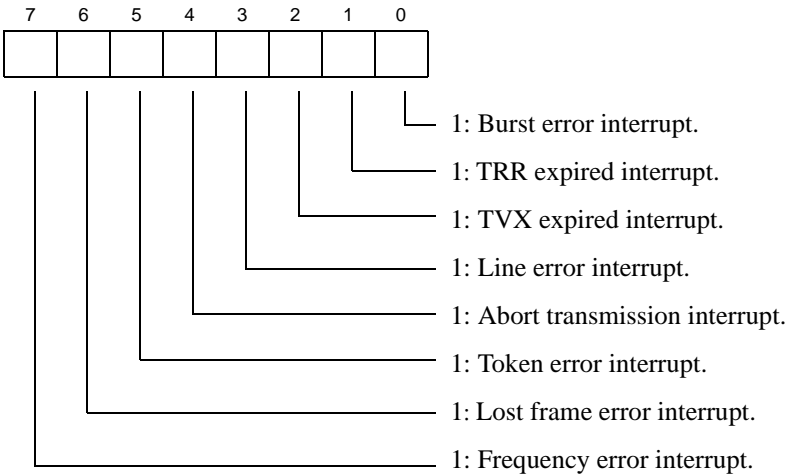 7 6 5 4 3 2 1 0
1: Burst error interrupt.
1: TRR expired interrupt.
1: TVX expired interrupt.
1: Line error interrupt.
1: Abort transmission interrupt.
1: Token error interrupt.
1: Lost frame error interrupt.
1: Frequency error interrupt.